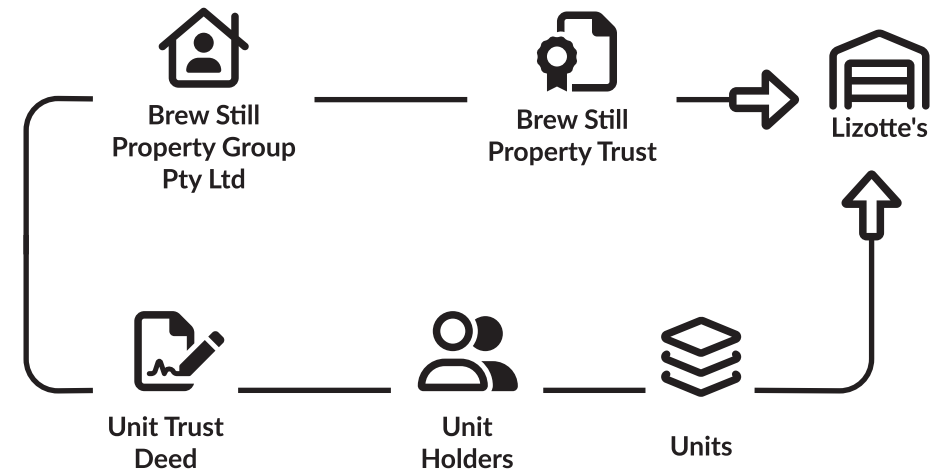 Brew Still
Property Group
Pty Ltd
Brew Still
Property Trust
Lizotte's
Unit Trust
Deed
Unit
Holders
Units